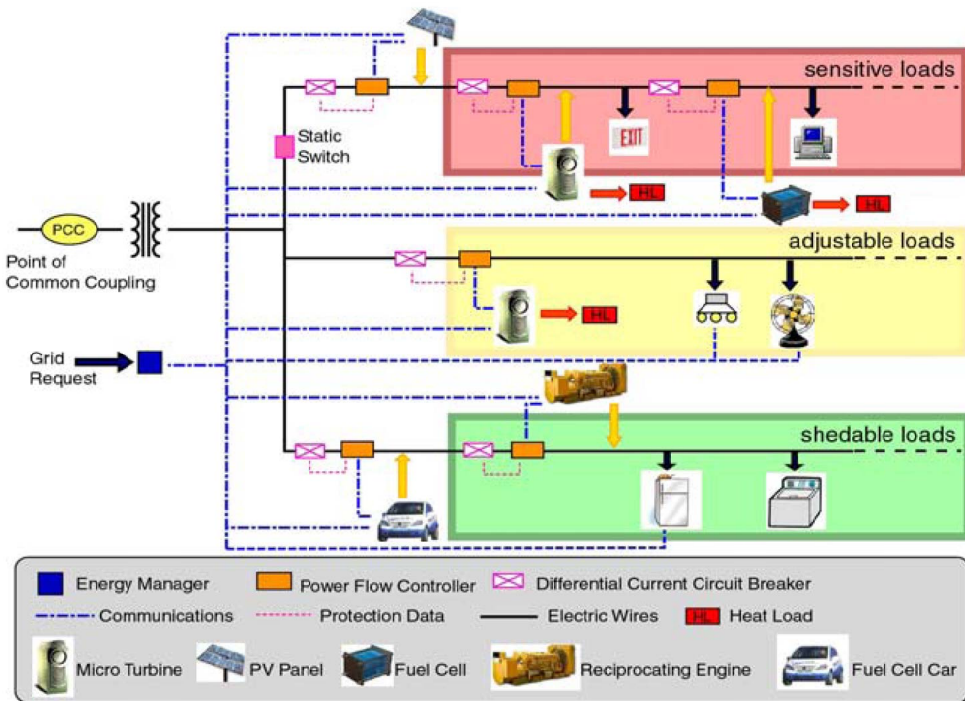 sensitive loads
Static
Switch
EXIT
HL
HL
PCC
Point of
Common Coupling
adjustable loads
HL
Grid
Request
shedable loads
Energy Manager
Power Flow Controller
Differential Current Circuit Breaker
Communications
Protection Data
Electric Wires
HL
Heat Load
Micro Turbine
PV Panel
Fuel Cell
Reciprocating Engine
Fuel Cell Car